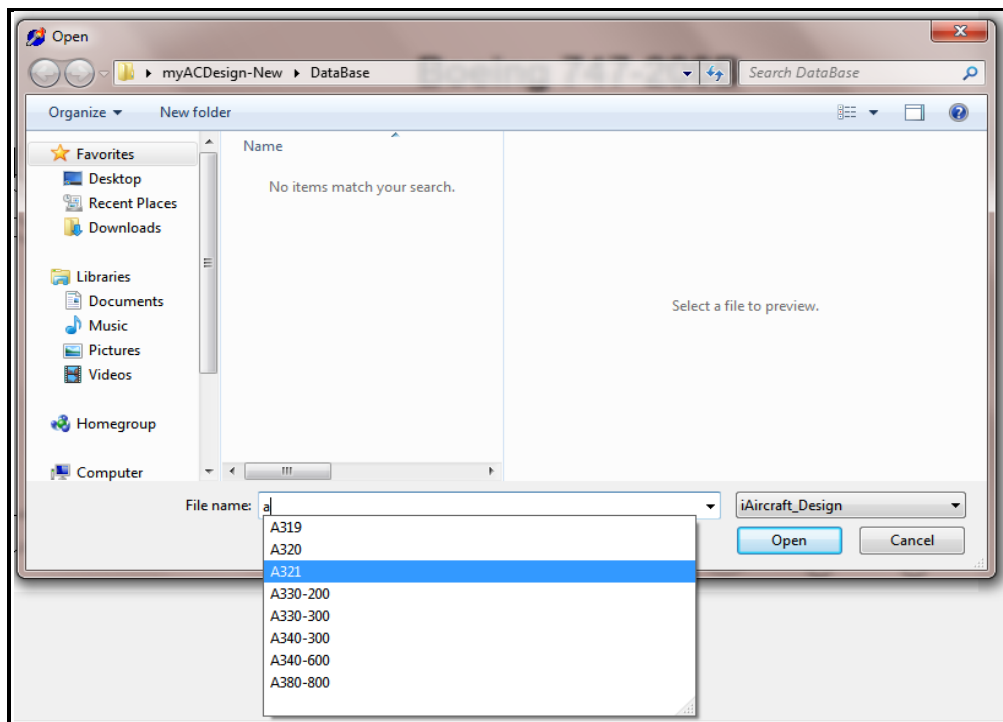 Open
myACDesign-New ▸ DataBase
Search DataBase
Organize
New folder
Favorites
Desktop
Recent Places
Downloads
Libraries
Documents
Music
Pictures
Videos
Homegroup
Computer
Name
No items match your search.
Select a file to preview.
File name: a
iAircraft_Design
A319
A320
A321
A330-200
A330-300
A340-300
A340-600
A380-800
Open
Cancel